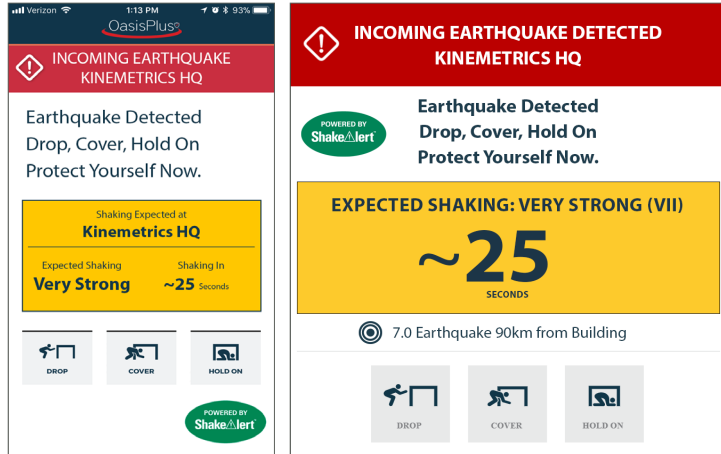 Verizon 1:13 PM 93%
OasisPlus©
INCOMING EARTHQUAKE
KINEMETRICS HQ
Earthquake Detected
Drop, Cover, Hold On
Protect Yourself Now.
Shaking Expected at
Kinemetrics HQ
Expected Shaking Shaking In
Very Strong ~25 Seconds
DROP COVER HOLD ON
POWERED BY
ShakeAlert
INCOMING EARTHQUAKE DETECTED
KINEMETRICS HQ
POWERED BY
ShakeAlert
Earthquake Detected
Drop, Cover, Hold On
Protect Yourself Now.
EXPECTED SHAKING: VERY STRONG (VII)
~25
SECONDS
7.0 Earthquake 90km from Building
DROP COVER HOLD ON